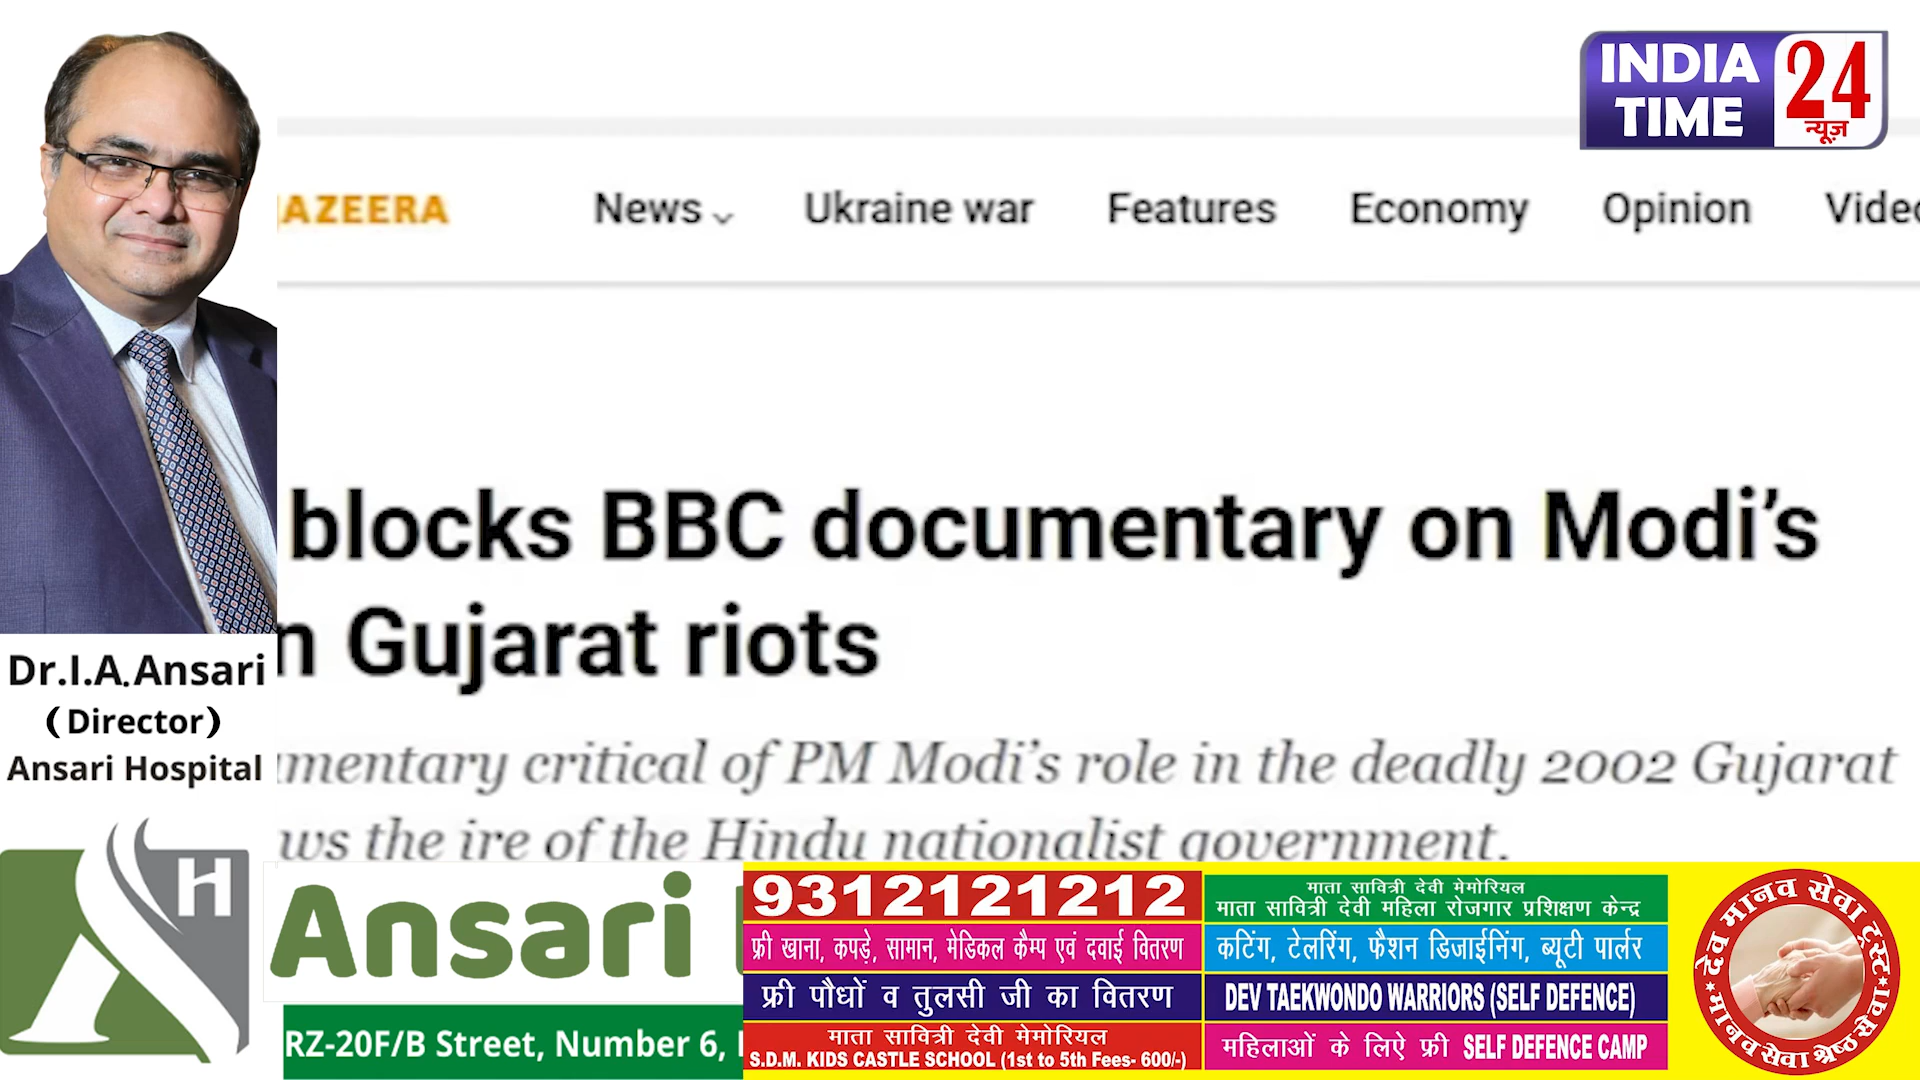 INDIA
TIME
24
न्यूज़
AZEERA
News
Ukraine war
Features
Economy
Opinion
blocks BBC documentary on Modi's
n Gujarat riots
mentary critical of PM Modi's role in the deadly 2002 Gujarat
ws the ire of the Hindu nationalist government.
Dr.I.A.Ansari
(Director)
Ansari Hospital
H
Ansari
RZ-20F/B Street, Number 6,
9312121212
फ्री खाना, कपड़े, सामान, मेडिकल कैम्प एवं दवाई वितरण
फ्री पौधों व तुलसी जी का वितरण
माता सावित्री देवी मेमोरियल
S.D.M. KIDS CASTLE SCHOOL (1st to 5th Fees- 600/-)
माता सावित्री देवी मेमोरियल
माता सावित्री देवी महिला रोजगार प्रशिक्षण केन्द्र
कटिंग, टेलरिंग, फैशन डिजाईनिंग, ब्यूटी पार्लर
DEV TAEKWONDO WARRIORS (SELF DEFENCE)
महिलाओं के लिऐ फ्री SELF DEFENCE CAMP
देव मानव सेवा ट्रस्ट
मानव सेवा श्रेष्ठ सेवा